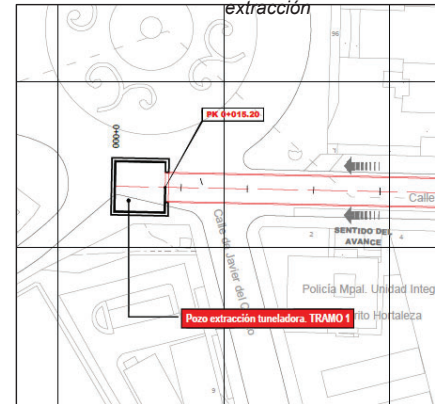 extracción
96
PK 0+015.20
0+000
Calle
SENTIDO DEL
AVANCE
2
4
Calle de Javier del
Policía Mpal. Unidad Integ
rito Hortaleza
Pozo extracción tuneladora. TRAMO 1
9